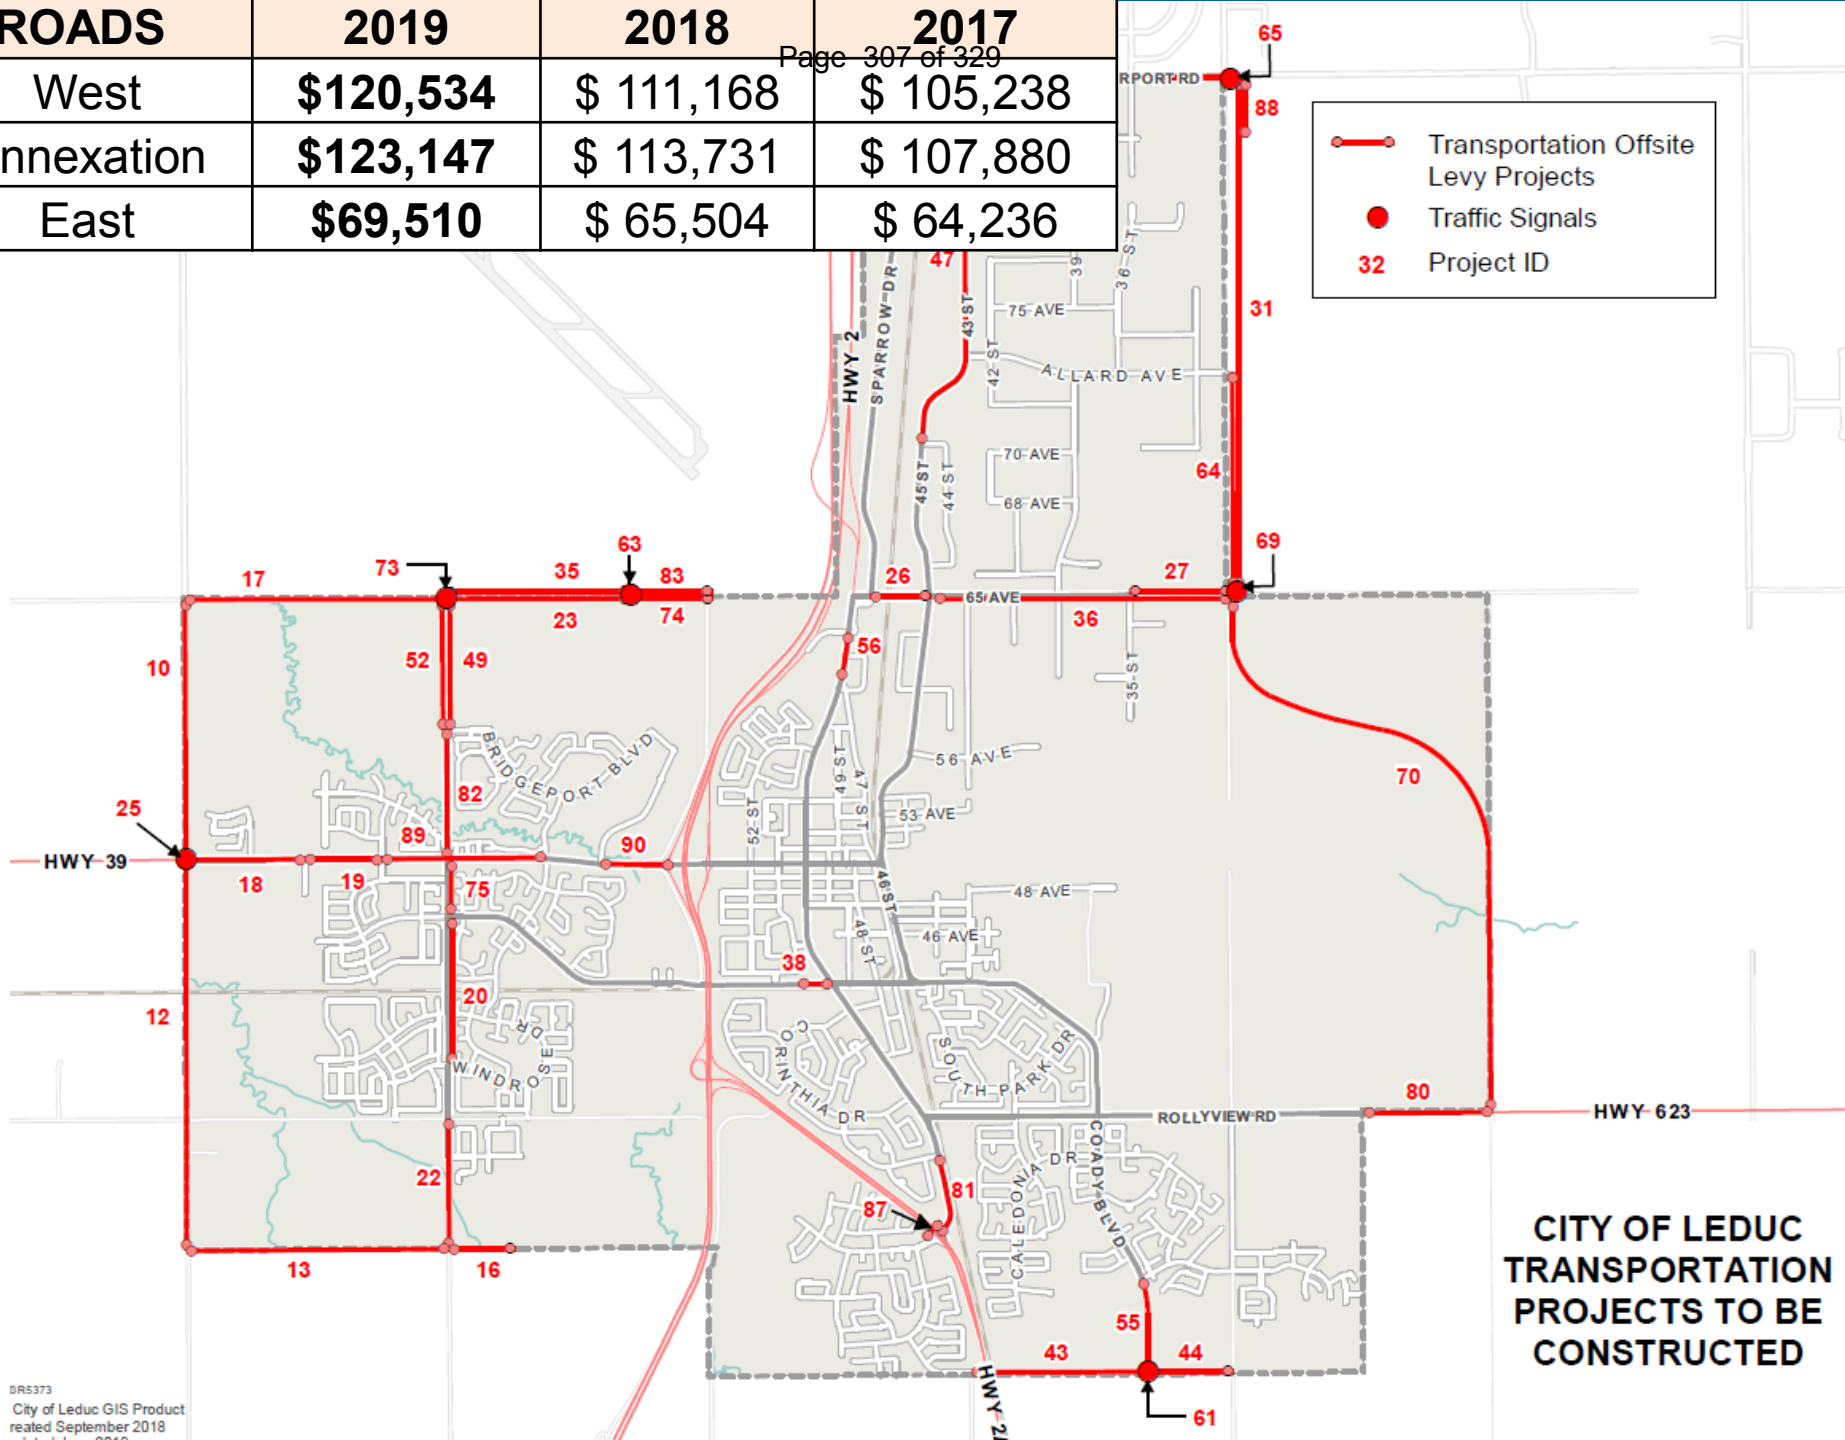 ROADS 2019 2018 2017
Page 307 of 329
West $120,534 $ 111,168 $ 105,238
nnexation $123,147 $ 113,731 $ 107,880
East $69,510 $ 65,504 $ 64,236
RPORT RD
65
88
Transportation Offsite
Levy Projects
Traffic Signals
32 Project ID
47
39
36 ST
31
75 AVE
43 ST
HWY 2
SPARROW DR
42 ST
ALLARD AVE
70 AVE
45 ST
44 ST
64
68 AVE
63
69
73
17
35
83
26
27
65 AVE
23
74
36
56
52
49
10
35 ST
BRIDGEPORT BLVD
56 AVE
49 ST
47 ST
70
82
52 ST
53 AVE
25
89
90
HWY 39
18
19
75
46 ST
48 AVE
48 ST
46 AVE
38
20
12
WINDROSE DR
CORINTHIA DR
SOUTH PARK DR
80
HWY 623
ROLLYVIEW RD
COADY BLVD
CALEDONIA DR
22
81
87
13
16
55
43
44
61
HWY 2
CITY OF LEDUC
TRANSPORTATION
PROJECTS TO BE
CONSTRUCTED
BR5373
City of Leduc GIS Product
reated September 2018